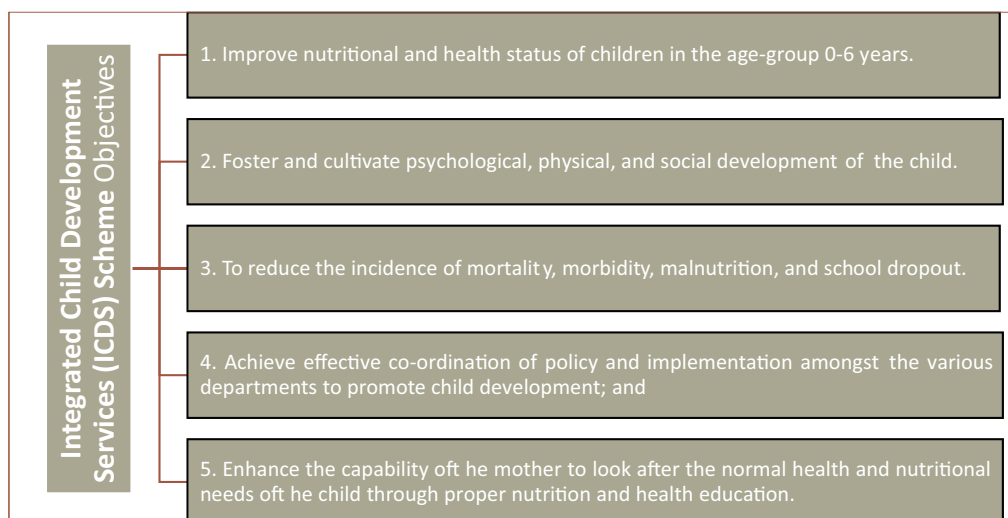 Integrated Child Development
Services (ICDS) Scheme Objectives
1. Improve nutritional and health status of children in the age-group 0-6 years.
2. Foster and cultivate psychological, physical, and social development of the child.
3. To reduce the incidence of mortality, morbidity, malnutrition, and school dropout.
4. Achieve effective co-ordination of policy and implementation amongst the various
departments to promote child development; and
5. Enhance the capability oft he mother to look after the normal health and nutritional
needs oft he child through proper nutrition and health education.